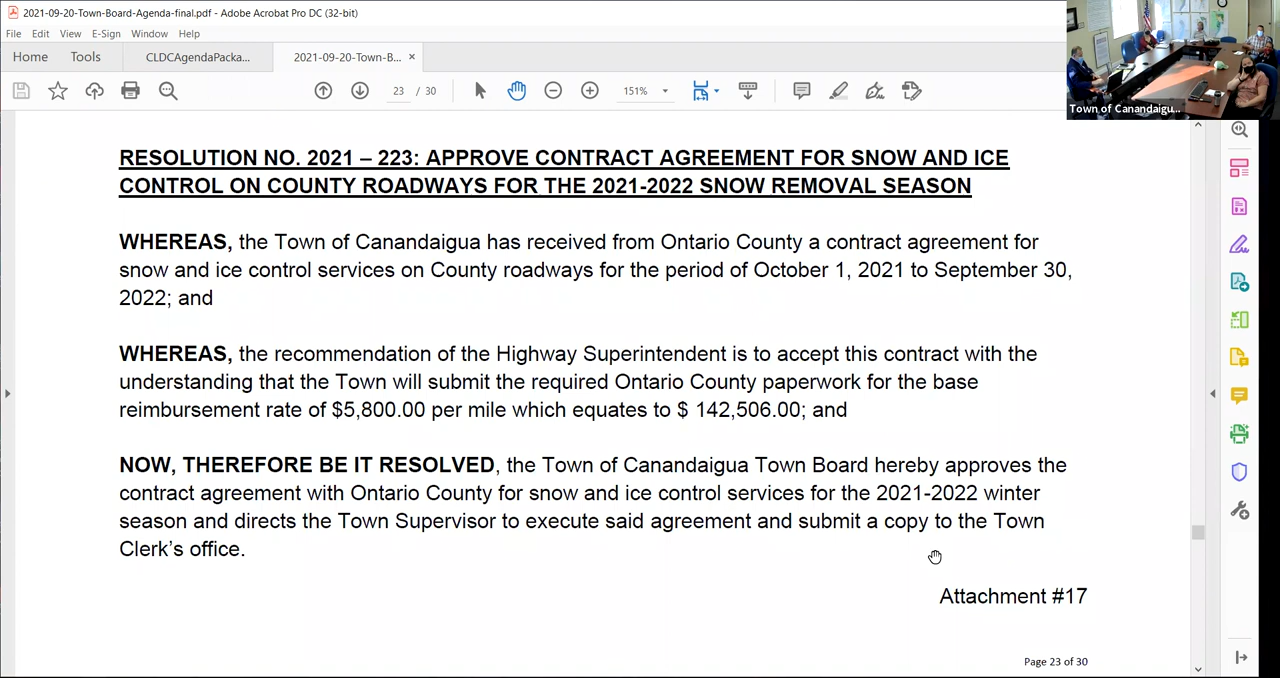 2021-09-20-Town-Board-Agenda-final.pdf - Adobe Acrobat Pro DC (32-bit)
File Edit View E-Sign Window Help
Home Tools CLDCAgendaPacka... 2021-09-20-Town-B... ×
23 / 30 151%
Town of Canandaigu...
RESOLUTION NO. 2021 – 223: APPROVE CONTRACT AGREEMENT FOR SNOW AND ICE
CONTROL ON COUNTY ROADWAYS FOR THE 2021-2022 SNOW REMOVAL SEASON
WHEREAS, the Town of Canandaigua has received from Ontario County a contract agreement for
snow and ice control services on County roadways for the period of October 1, 2021 to September 30,
2022; and
WHEREAS, the recommendation of the Highway Superintendent is to accept this contract with the
understanding that the Town will submit the required Ontario County paperwork for the base
reimbursement rate of $5,800.00 per mile which equates to $ 142,506.00; and
NOW, THEREFORE BE IT RESOLVED, the Town of Canandaigua Town Board hereby approves the
contract agreement with Ontario County for snow and ice control services for the 2021-2022 winter
season and directs the Town Supervisor to execute said agreement and submit a copy to the Town
Clerk’s office.
Attachment #17
Page 23 of 30